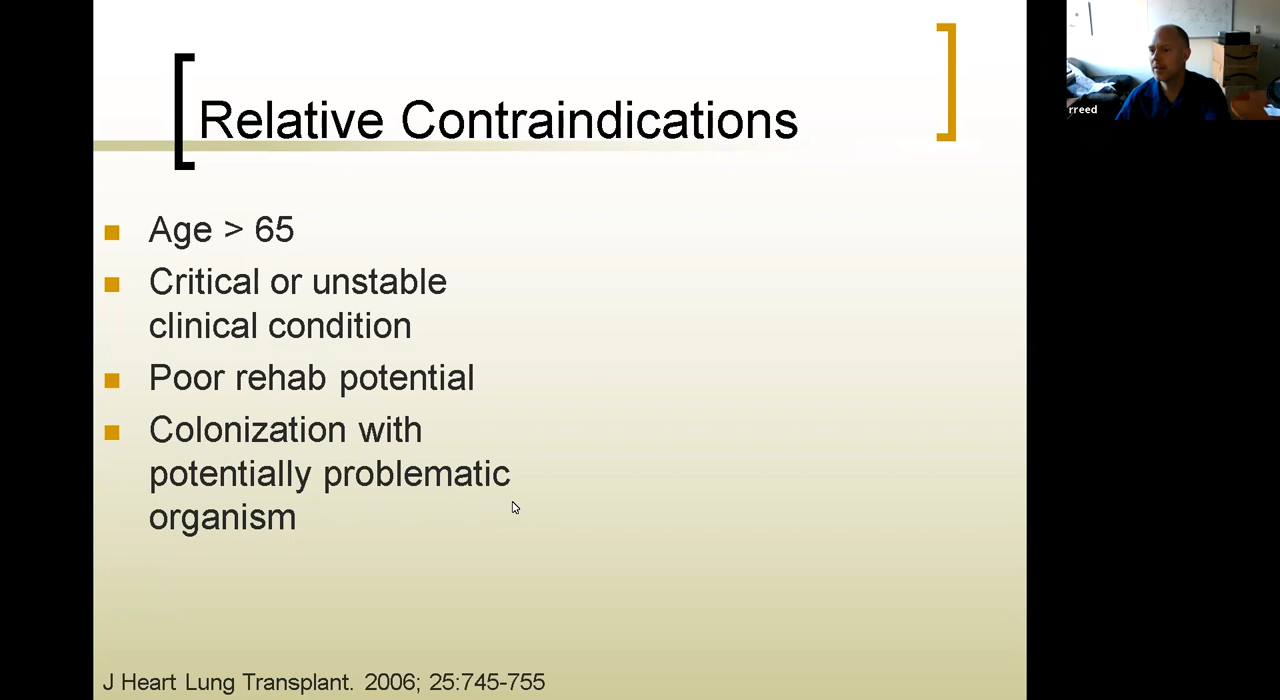 Relative Contraindications
Age > 65
Critical or unstable
clinical condition
Poor rehab potential
Colonization with
potentially problematic
organism
J Heart Lung Transplant. 2006; 25:745-755
rreed